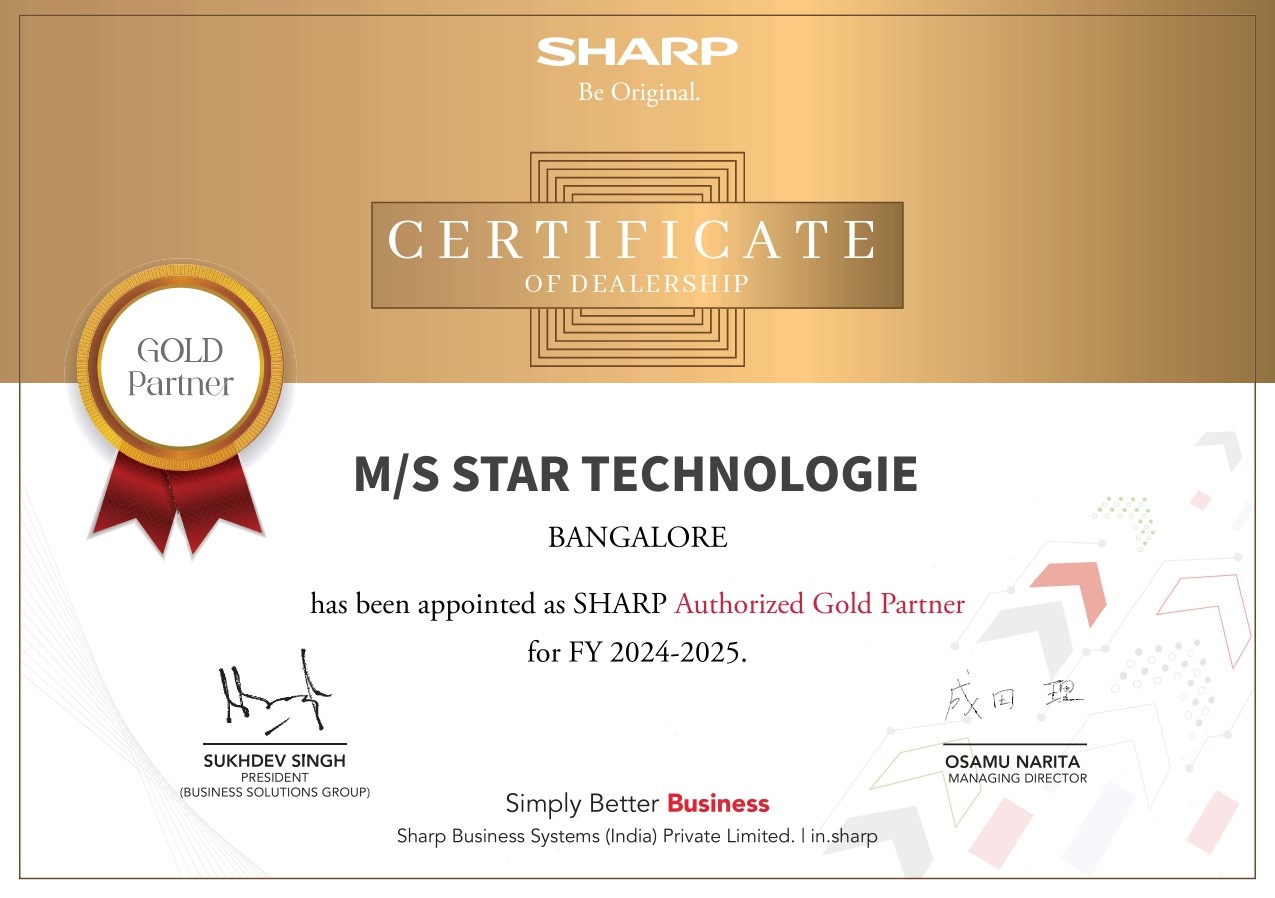 SHARP
Be Original.
CERTIFICATE
OF DEALERSHIP
GOLD
Partner
M/S STAR TECHNOLOGIE
BANGALORE
has been appointed as SHARP Authorized Gold Partner
for FY 2024-2025.
成田 理
SUKHDEV SINGH
PRESIDENT
(BUSINESS SOLUTIONS GROUP)
OSAMU NARITA
MANAGING DIRECTOR
Simply Better Business
Sharp Business Systems (India) Private Limited. | in.sharp